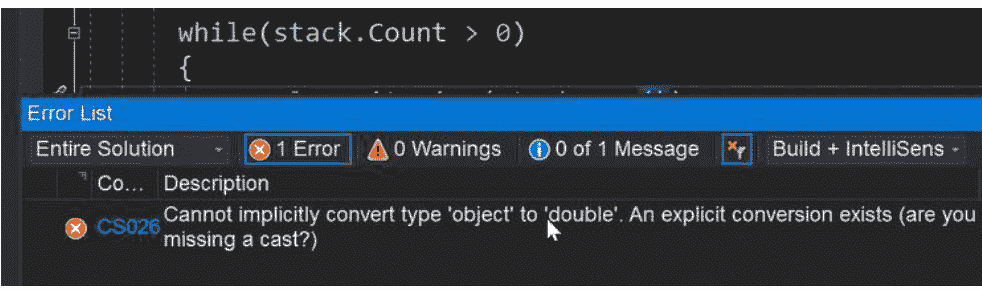 while(stack.Count > 0)
{
Error List
Entire Solution 1 Error 0 Warnings 0 of 1 Message Build + IntelliSens
Co... Description
CS026 Cannot implicitly convert type 'object' to 'double'. An explicit conversion exists (are you
missing a cast?)